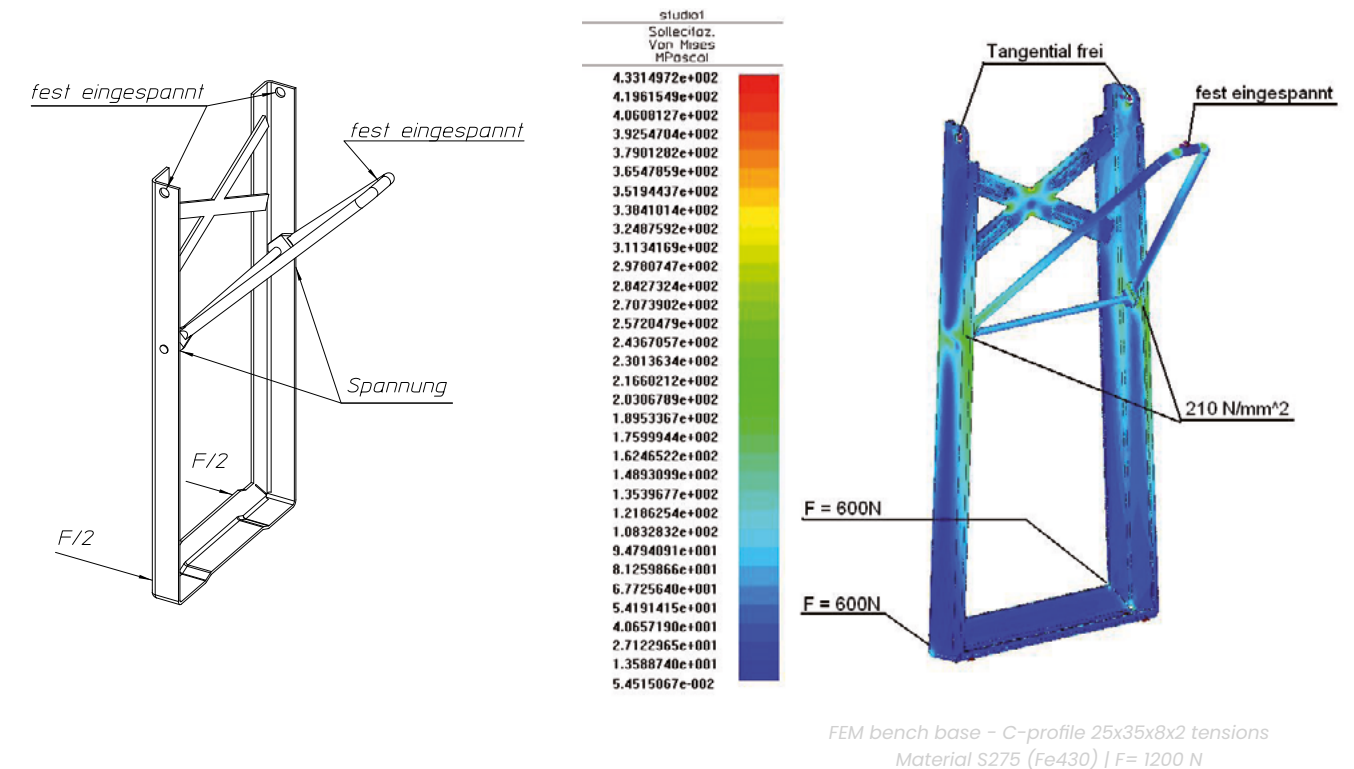 fest eingespannt
fest eingespannt
Spannung
F/2
F/2
studio1
Sollecitaz.
Von Mises
MPascal
4.3314972e+002
4.1961549e+002
4.0608127e+002
3.9254704e+002
3.7901282e+002
3.6547859e+002
3.5194437e+002
3.3841014e+002
3.2487592e+002
3.1134169e+002
2.9780747e+002
2.8427324e+002
2.7073902e+002
2.5720479e+002
2.4367057e+002
2.3013634e+002
2.1660212e+002
2.0306789e+002
1.8953367e+002
1.7599944e+002
1.6246522e+002
1.4893099e+002
1.3539677e+002
1.2186254e+002
1.0832832e+002
9.4794091e+001
8.1259866e+001
6.7725640e+001
5.4191415e+001
4.0657190e+001
2.7122965e+001
1.3588740e+001
5.4515067e-002
Tangential frei
fest eingespannt
210 N/mm^2
F = 600N
F = 600N
FEM bench base - C-profile 25x35x8x2 tensions
Material S275 (Fe430) | F= 1200 N